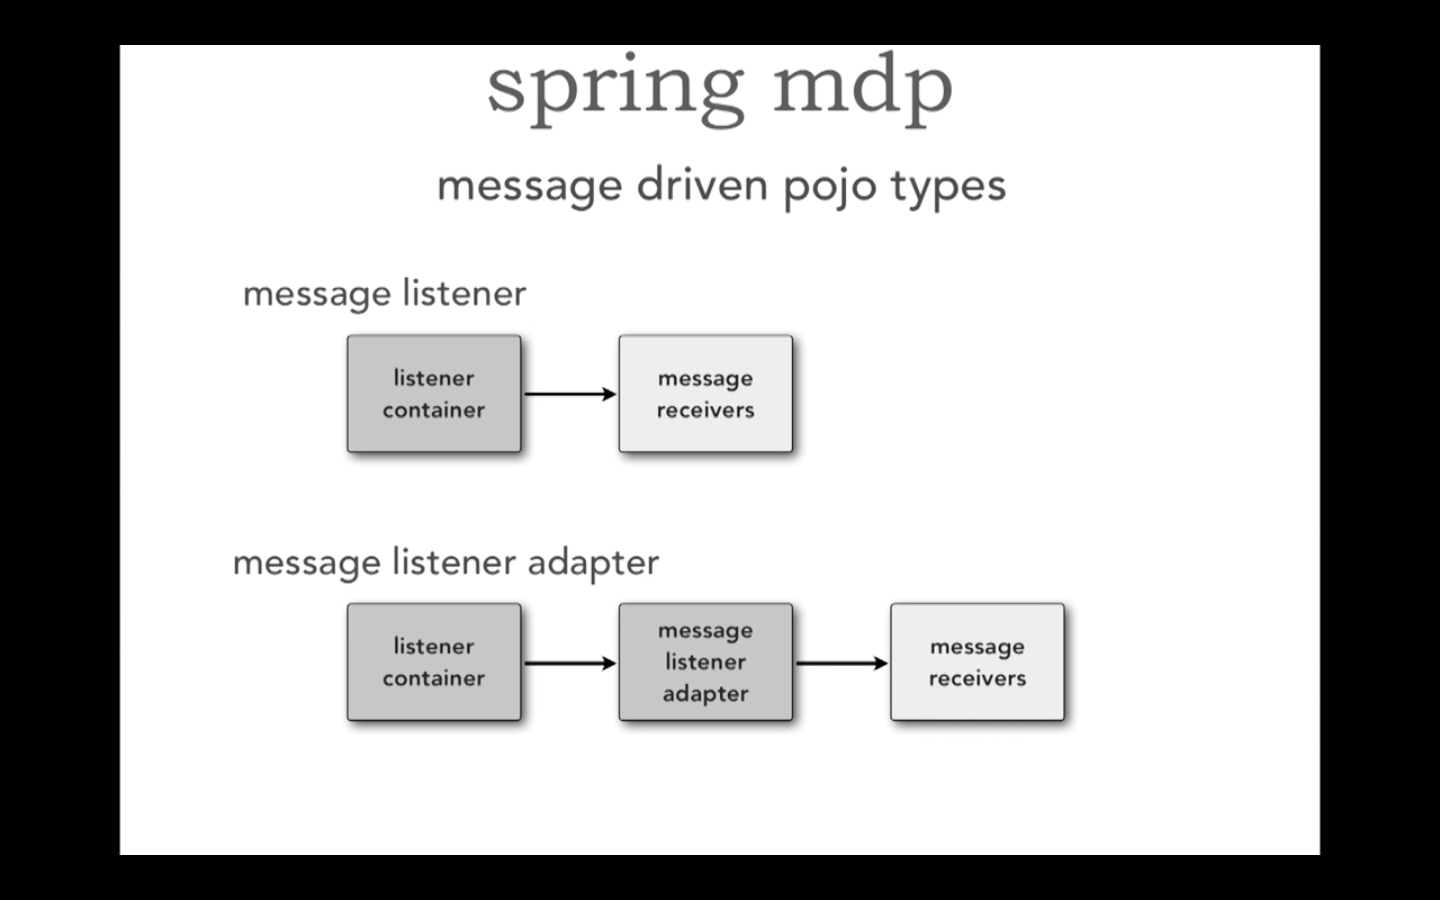 spring mdp
message driven pojo types
message listener
listener
container
message
receivers
message listener adapter
listener
container
message
listener
adapter
message
receivers